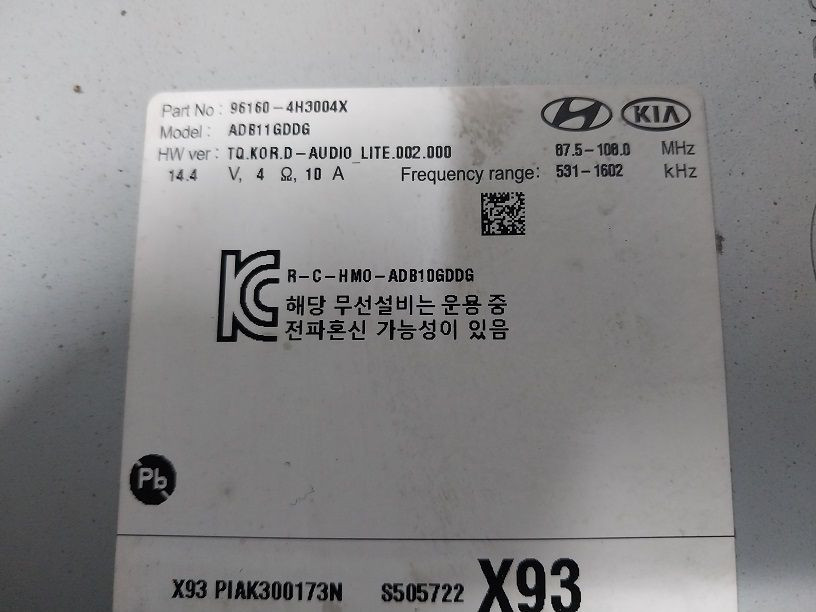 Part No : 96160-4H3004X
Model : ADB11GDDG
HW ver : TQ.KOR.D-AUDIO_LITE.002.000
87.5-108.0 MHz
14.4 V, 4 Ω, 10 A Frequency range: 531-1602 kHz
KIA
R-C-HMO-ADB10GDDG
해당 무선설비는 운용 중
전파혼신 가능성이 있음
Pb
X93 PIAK300173N S505722 X93